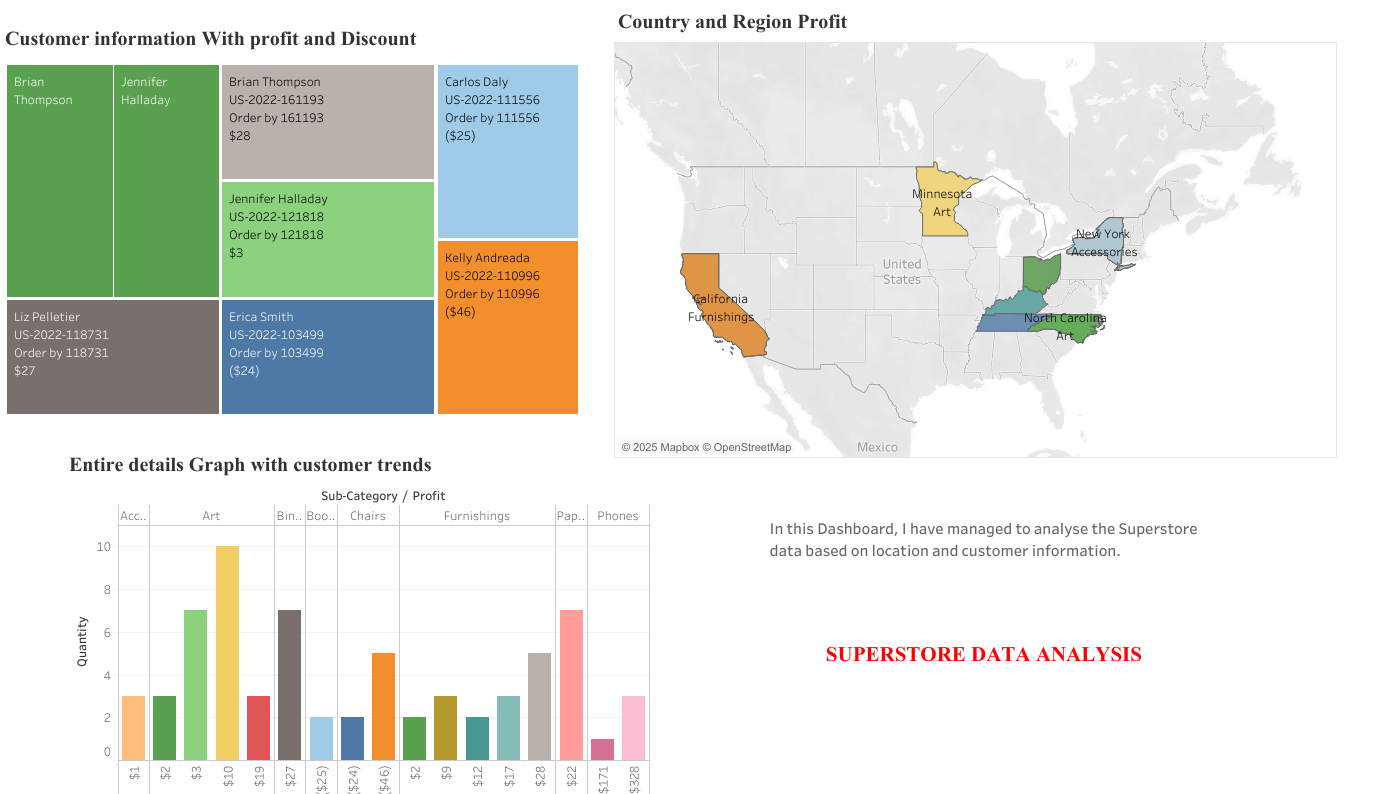 Customer information With profit and Discount
Brian
Thompson
Jennifer
Halladay
Brian Thompson
US-2022-161193
Order by 161193
$28
Carlos Daly
US-2022-111556
Order by 111556
($25)
Jennifer Halladay
US-2022-121818
Order by 121818
$3
Kelly Andreada
US-2022-110996
Order by 110996
($46)
Liz Pelletier
US-2022-118731
Order by 118731
$27
Erica Smith
US-2022-103499
Order by 103499
($24)
Country and Region Profit
Minnesota
Art
New York
Accessories
United
States
California
Furnishings
North Carolina
Art
Mexico
© 2025 Mapbox © OpenStreetMap
Entire details Graph with customer trends
Sub-Category / Profit
Acc.. Art Bin.. Boo.. Chairs Furnishings Pap.. Phones
Quantity
10
8
6
4
2
0
$1 $2 $3 $10 $19 $27 ($25) ($24) ($46) $2 $9 $12 $17 $28 $22 $171 $328
In this Dashboard, I have managed to analyse the Superstore
data based on location and customer information.
SUPERSTORE DATA ANALYSIS